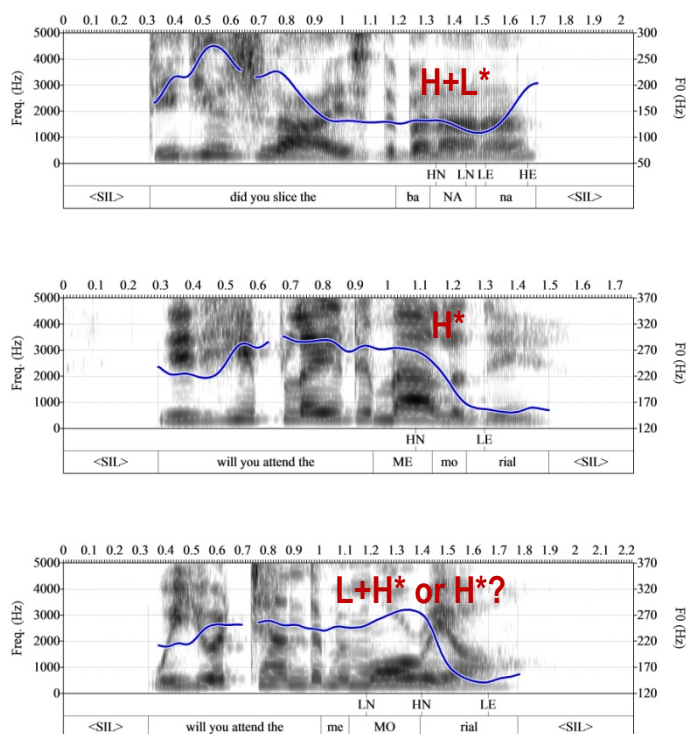 0 0.1 0.2 0.3 0.4 0.5 0.6 0.7 0.8 0.9 1 1.1 1.2 1.3 1.4 1.5 1.6 1.7 1.8 1.9 2
5000 300
4000 250
3000 200
2000 150
1000 100
0 50
Freq. (Hz)
F0 (Hz)
H+L*
HN LN LE HE
<SIL> did you slice the ba NA na <SIL>
0 0.1 0.2 0.3 0.4 0.5 0.6 0.7 0.8 0.9 1 1.1 1.2 1.3 1.4 1.5 1.6 1.7
5000 370
4000 320
3000 270
2000 220
1000 170
0 120
Freq. (Hz)
F0 (Hz)
H*
HN LE
<SIL> will you attend the ME mo rial <SIL>
0 0.1 0.2 0.3 0.4 0.5 0.6 0.7 0.8 0.9 1 1.1 1.2 1.3 1.4 1.5 1.6 1.7 1.8 1.9 2 2.1 2.2
5000 370
4000 320
3000 270
2000 220
1000 170
0 120
Freq. (Hz)
F0 (Hz)
L+H* or H*?
LN HN LE
<SIL> will you attend the me MO rial <SIL>